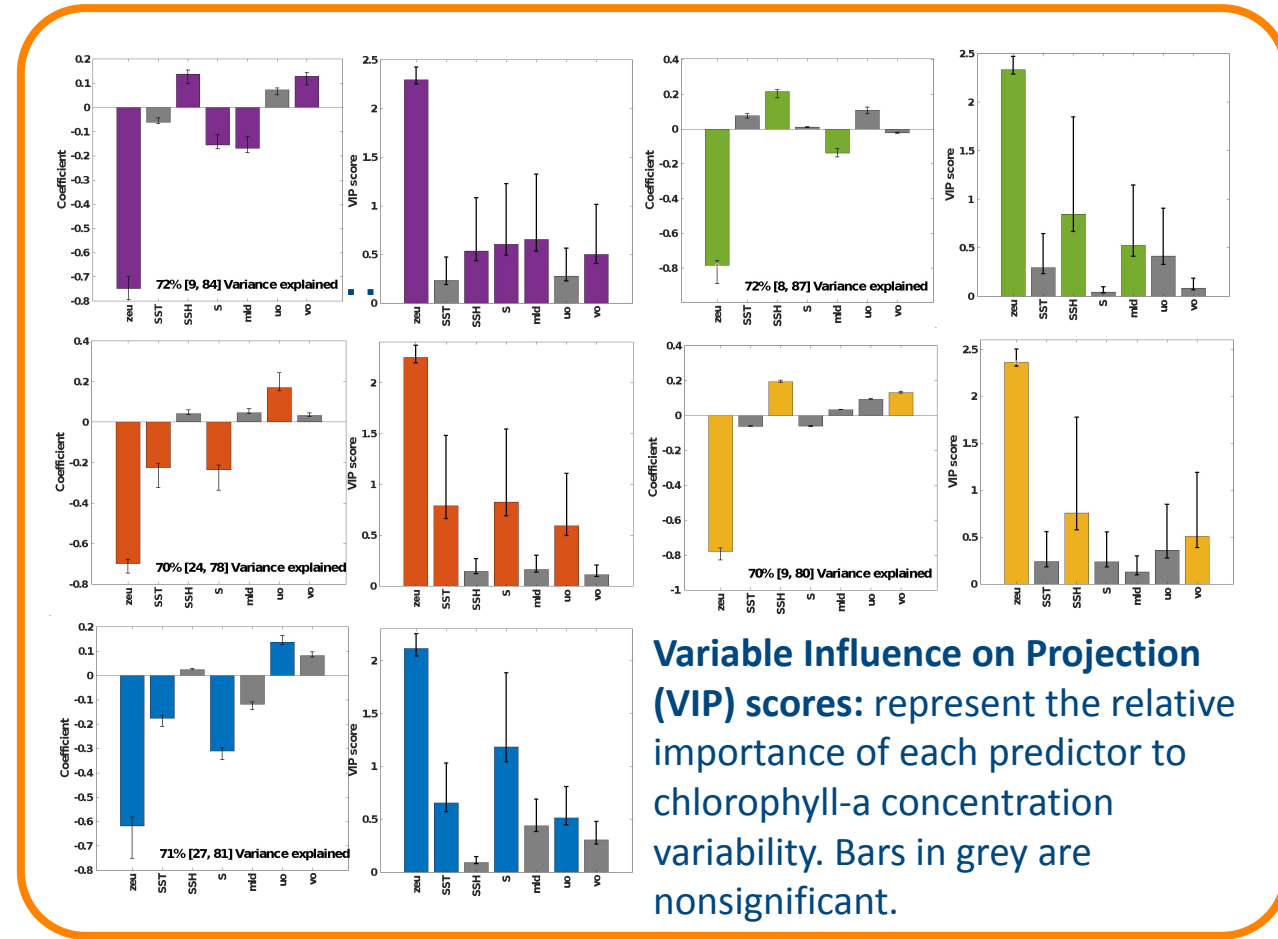 0.2
0.1
0
-0.1
-0.2
-0.3
-0.4
-0.5
-0.6
-0.7
-0.8
Coefficient
72% [9, 84] Variance explained
zeu
SST
SSH
S
mld
uo
vo
2.5
2
1.5
1
0.5
0
VIP score
zeu
SST
SSH
S
mld
uo
vo
0.4
0.2
0
-0.2
-0.4
-0.6
-0.8
Coefficient
72% [8, 87] Variance explained
zeu
SST
SSH
S
mld
uo
vo
2.5
2
1.5
1
0.5
0
VIP score
zeu
SST
SSH
S
mld
uo
vo
0.4
0.2
0
-0.2
-0.4
-0.6
-0.8
Coefficient
70% [24, 78] Variance explained
zeu
SST
SSH
S
mld
uo
vo
2
1.5
1
0.5
0
VIP score
zeu
SST
SSH
S
mld
uo
vo
0.4
0.2
0
-0.2
-0.4
-0.6
-0.8
-1
Coefficient
70% [9, 80] Variance explained
zeu
SST
SSH
S
mld
uo
vo
2.5
2
1.5
1
0.5
0
VIP score
zeu
SST
SSH
S
mld
uo
vo
0.2
0.1
0
-0.1
-0.2
-0.3
-0.4
-0.5
-0.6
-0.7
-0.8
Coefficient
71% [27, 81] Variance explained
zeu
SST
SSH
S
mld
uo
vo
2
1.5
1
0.5
0
VIP score
zeu
SST
SSH
S
mld
uo
vo
Variable Influence on Projection
(VIP) scores: represent the relative
importance of each predictor to
chlorophyll-a concentration
variability. Bars in grey are
nonsignificant.